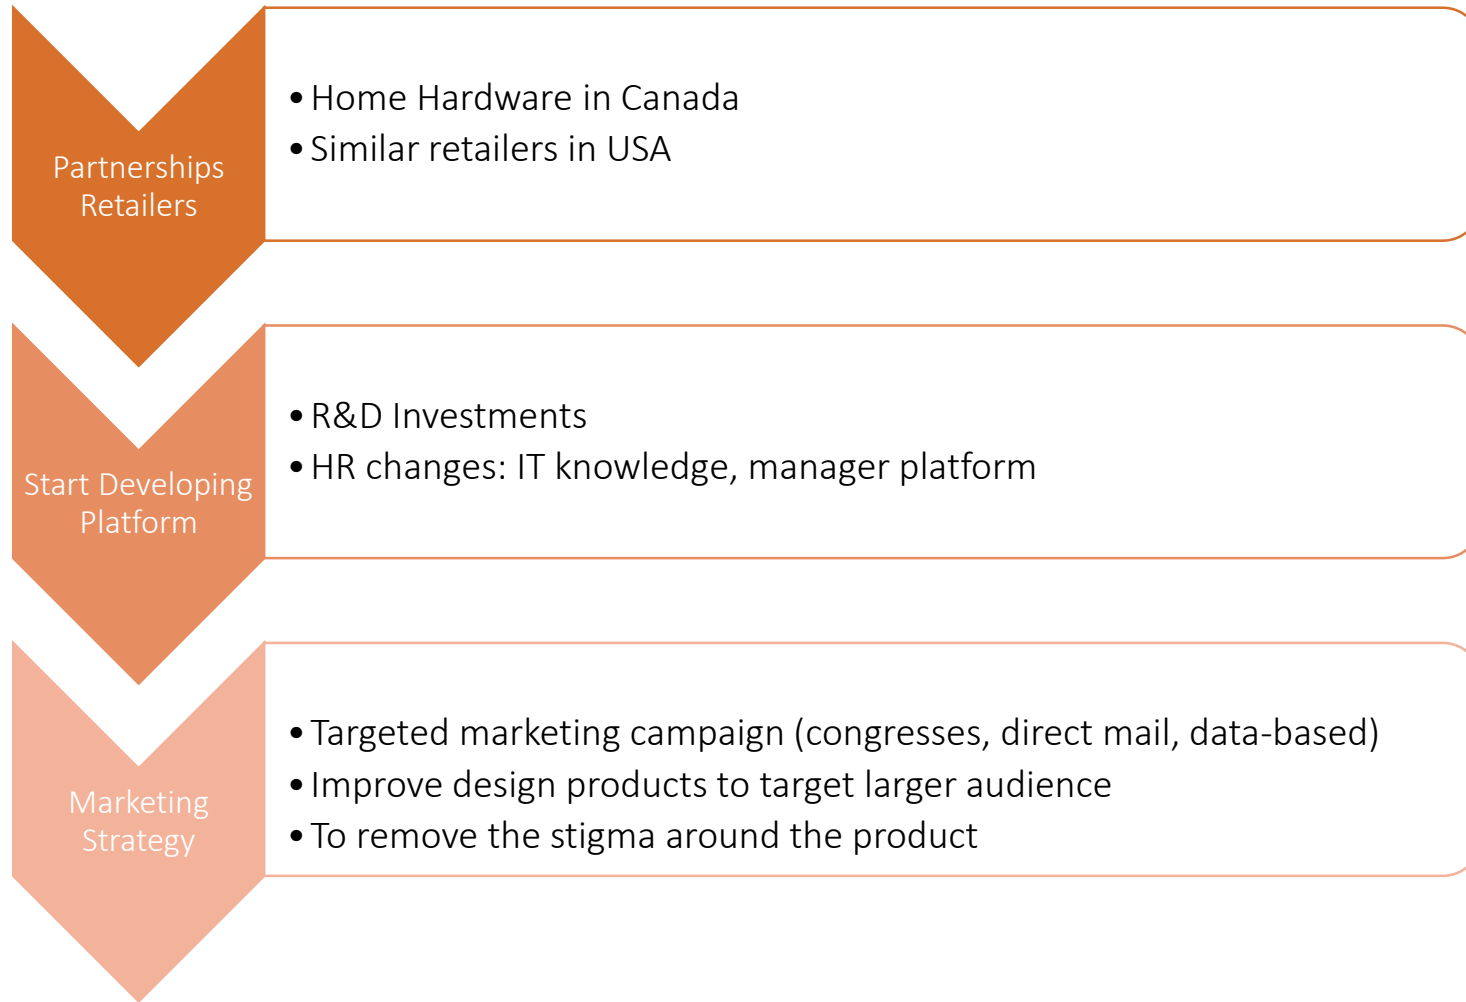 Partnerships
Retailers
• Home Hardware in Canada
• Similar retailers in USA
Start Developing
Platform
• R&D Investments
• HR changes: IT knowledge, manager platform
Marketing
Strategy
• Targeted marketing campaign (congresses, direct mail, data-based)
• Improve design products to target larger audience
• To remove the stigma around the product